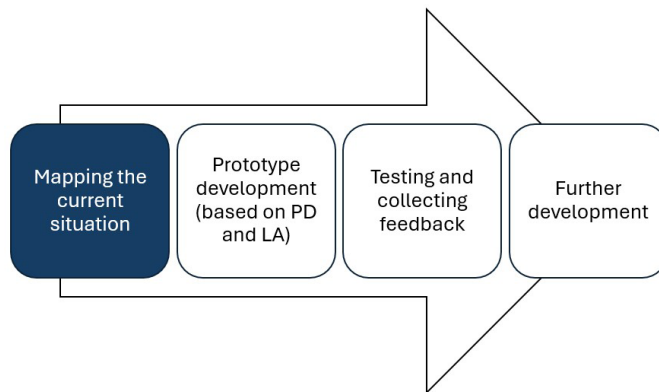 Mapping the
current
situation
Prototype
development
(based on PD
and LA)
Testing and
collecting
feedback
Further
development